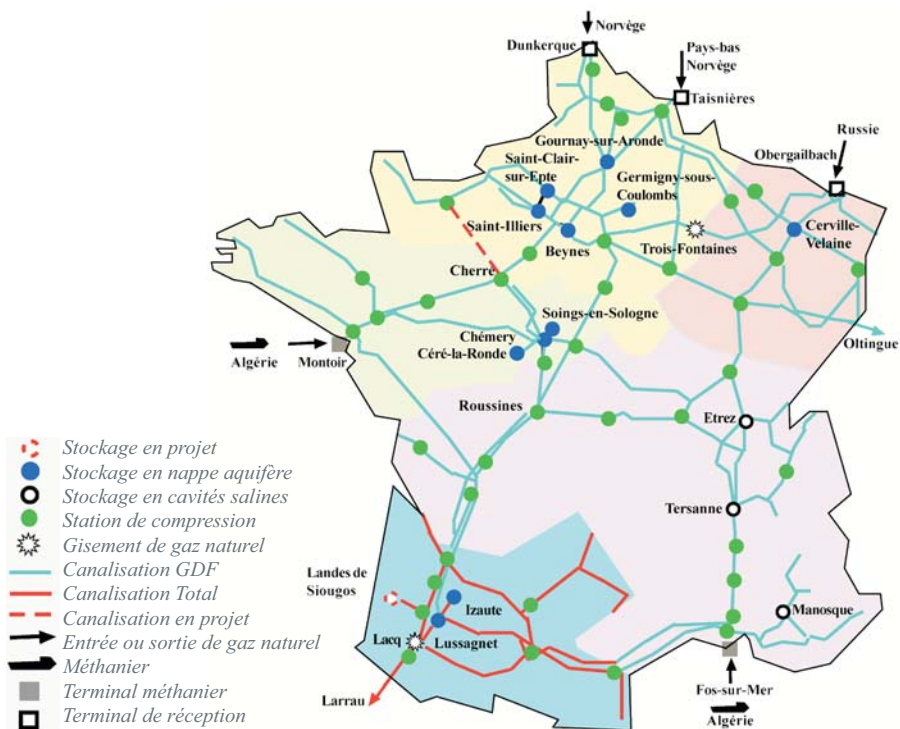 Norvège
Dunkerque
Pays-bas
Norvège
Taisnières
Russie
Obergailbach
Gournay-sur-Aronde
Saint-Clair-
sur-Epte
Germigny-sous-
Coulombs
Saint-Illiers
Beynes
Trois-Fontaines
Cerville-
Velaine
Cherré
Soings-en-Sologne
Chémery
Céré-la-Ronde
Oltingue
Algérie
Montoir
Roussines
Etrez
Tersanne
Manosque
Landes de
Siougos
Izaute
Lacq
Lussagnet
Larrau
Fos-sur-Mer
Algérie
Stockage en projet
Stockage en nappe aquifère
Stockage en cavités salines
Station de compression
Gisement de gaz naturel
Canalisation GDF
Canalisation Total
Canalisation en projet
Entrée ou sortie de gaz naturel
Méthanier
Terminal méthanier
Terminal de réception